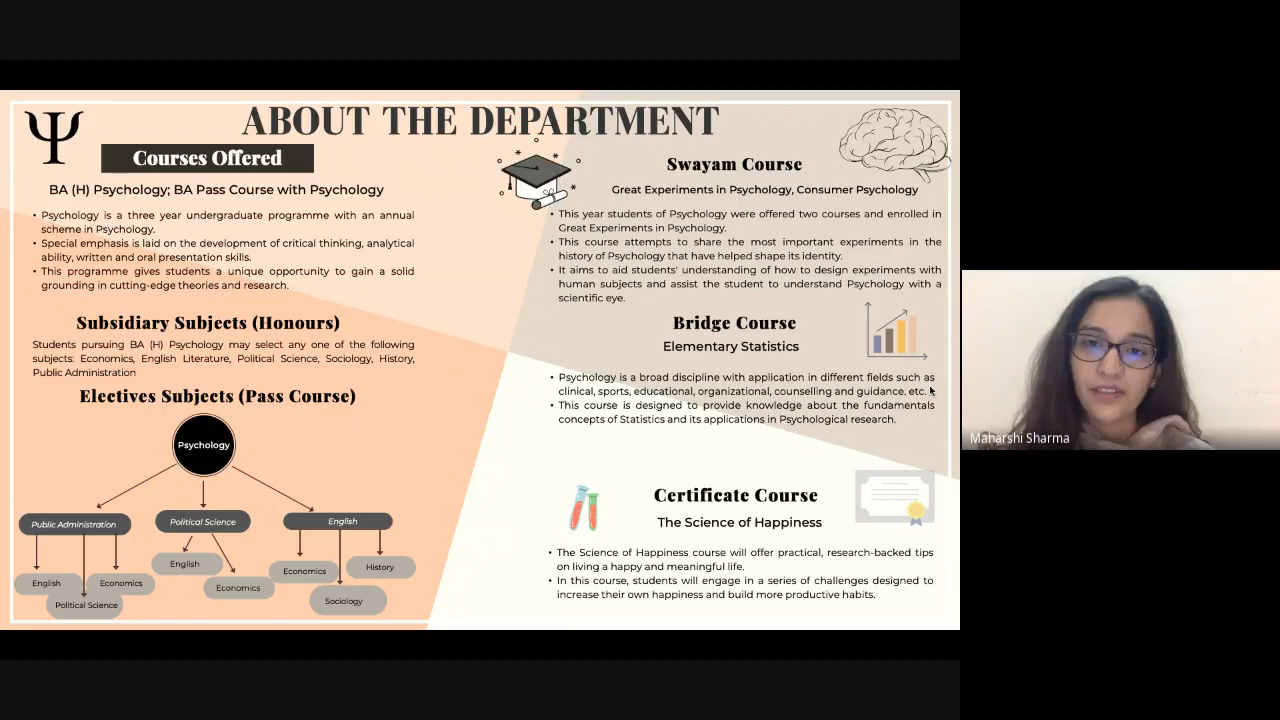 Ψ
ABOUT THE DEPARTMENT
Courses Offered
BA (H) Psychology; BA Pass Course with Psychology
• Psychology is a three year undergraduate programme with an annual
scheme in Psychology.
• Special emphasis is laid on the development of critical thinking, analytical
ability, written and oral presentation skills.
• This programme gives students a unique opportunity to gain a solid
grounding in cutting-edge theories and research.
Subsidiary Subjects (Honours)
Students pursuing BA (H) Psychology may select any one of the following
subjects: Economics, English Literature, Political Science, Sociology, History,
Public Administration
Electives Subjects (Pass Course)
Psychology
Public Administration
Political Science
English
English
Economics
Political Science
English
Economics
Economics
History
Sociology
Swayam Course
Great Experiments in Psychology, Consumer Psychology
• This year students of Psychology were offered two courses and enrolled in
Great Experiments in Psychology.
• This course attempts to share the most important experiments in the
history of Psychology that have helped shape its identity.
• It aims to aid students' understanding of how to design experiments with
human subjects and assist the student to understand Psychology with a
scientific eye.
Bridge Course
Elementary Statistics
• Psychology is a broad discipline with application in different fields such as
clinical, sports, educational, organizational, counselling and guidance, etc.
• This course is designed to provide knowledge about the fundamentals
concepts of Statistics and its applications in Psychological research.
Certificate Course
The Science of Happiness
• The Science of Happiness course will offer practical, research-backed tips
on living a happy and meaningful life.
• In this course, students will engage in a series of challenges designed to
increase their own happiness and build more productive habits.
Maharshi Sharma